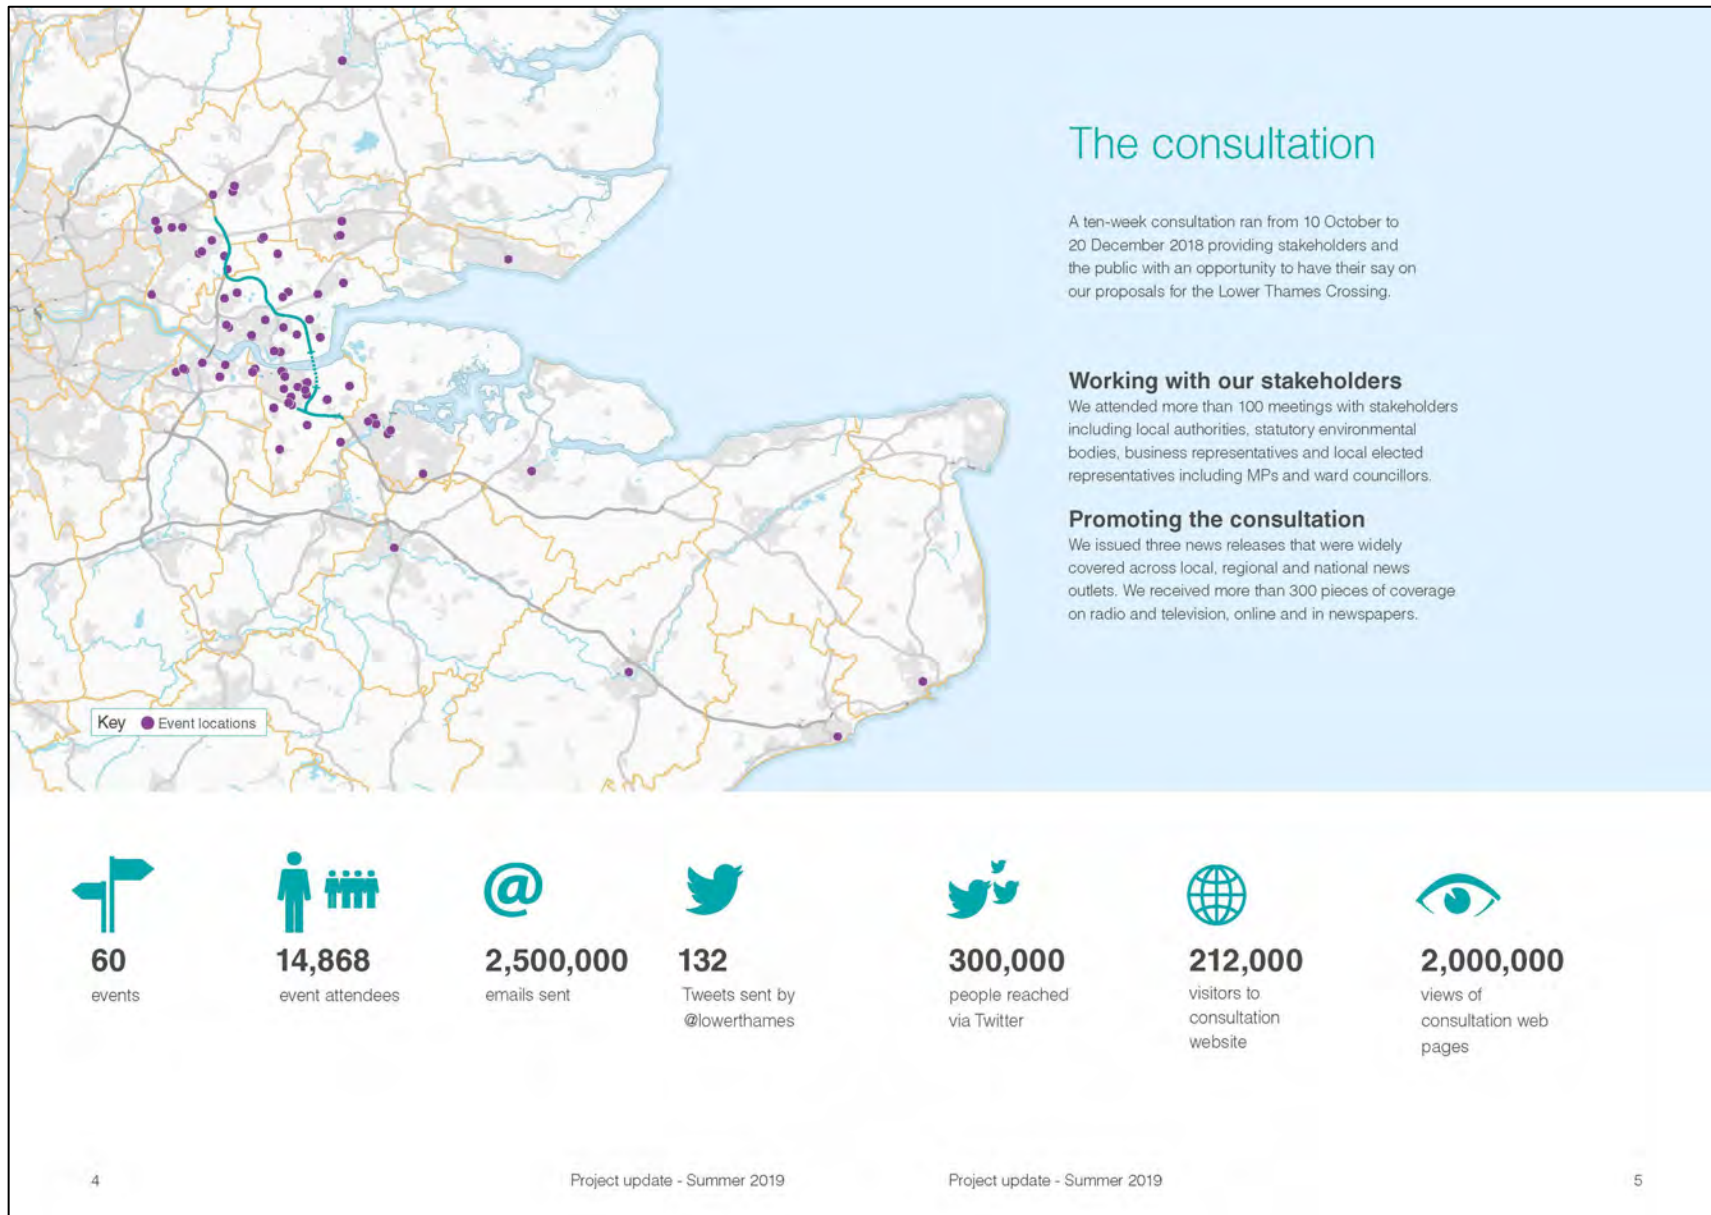 The consultation
A ten-week consultation ran from 10 October to
20 December 2018 providing stakeholders and
the public with an opportunity to have their say on
our proposals for the Lower Thames Crossing.
Working with our stakeholders
We attended more than 100 meetings with stakeholders
including local authorities, statutory environmental
bodies, business representatives and local elected
representatives including MPs and ward councillors.
Promoting the consultation
We issued three news releases that were widely
covered across local, regional and national news
outlets. We received more than 300 pieces of coverage
on radio and television, online and in newspapers.
Key Event locations
@
60
events
14,868
event attendees
2,500,000
emails sent
132
Tweets sent by
@lowerthames
300,000
people reached
via Twitter
212,000
visitors to
consultation
website
2,000,000
views of
consultation web
pages
4
Project update - Summer 2019
Project update - Summer 2019
5